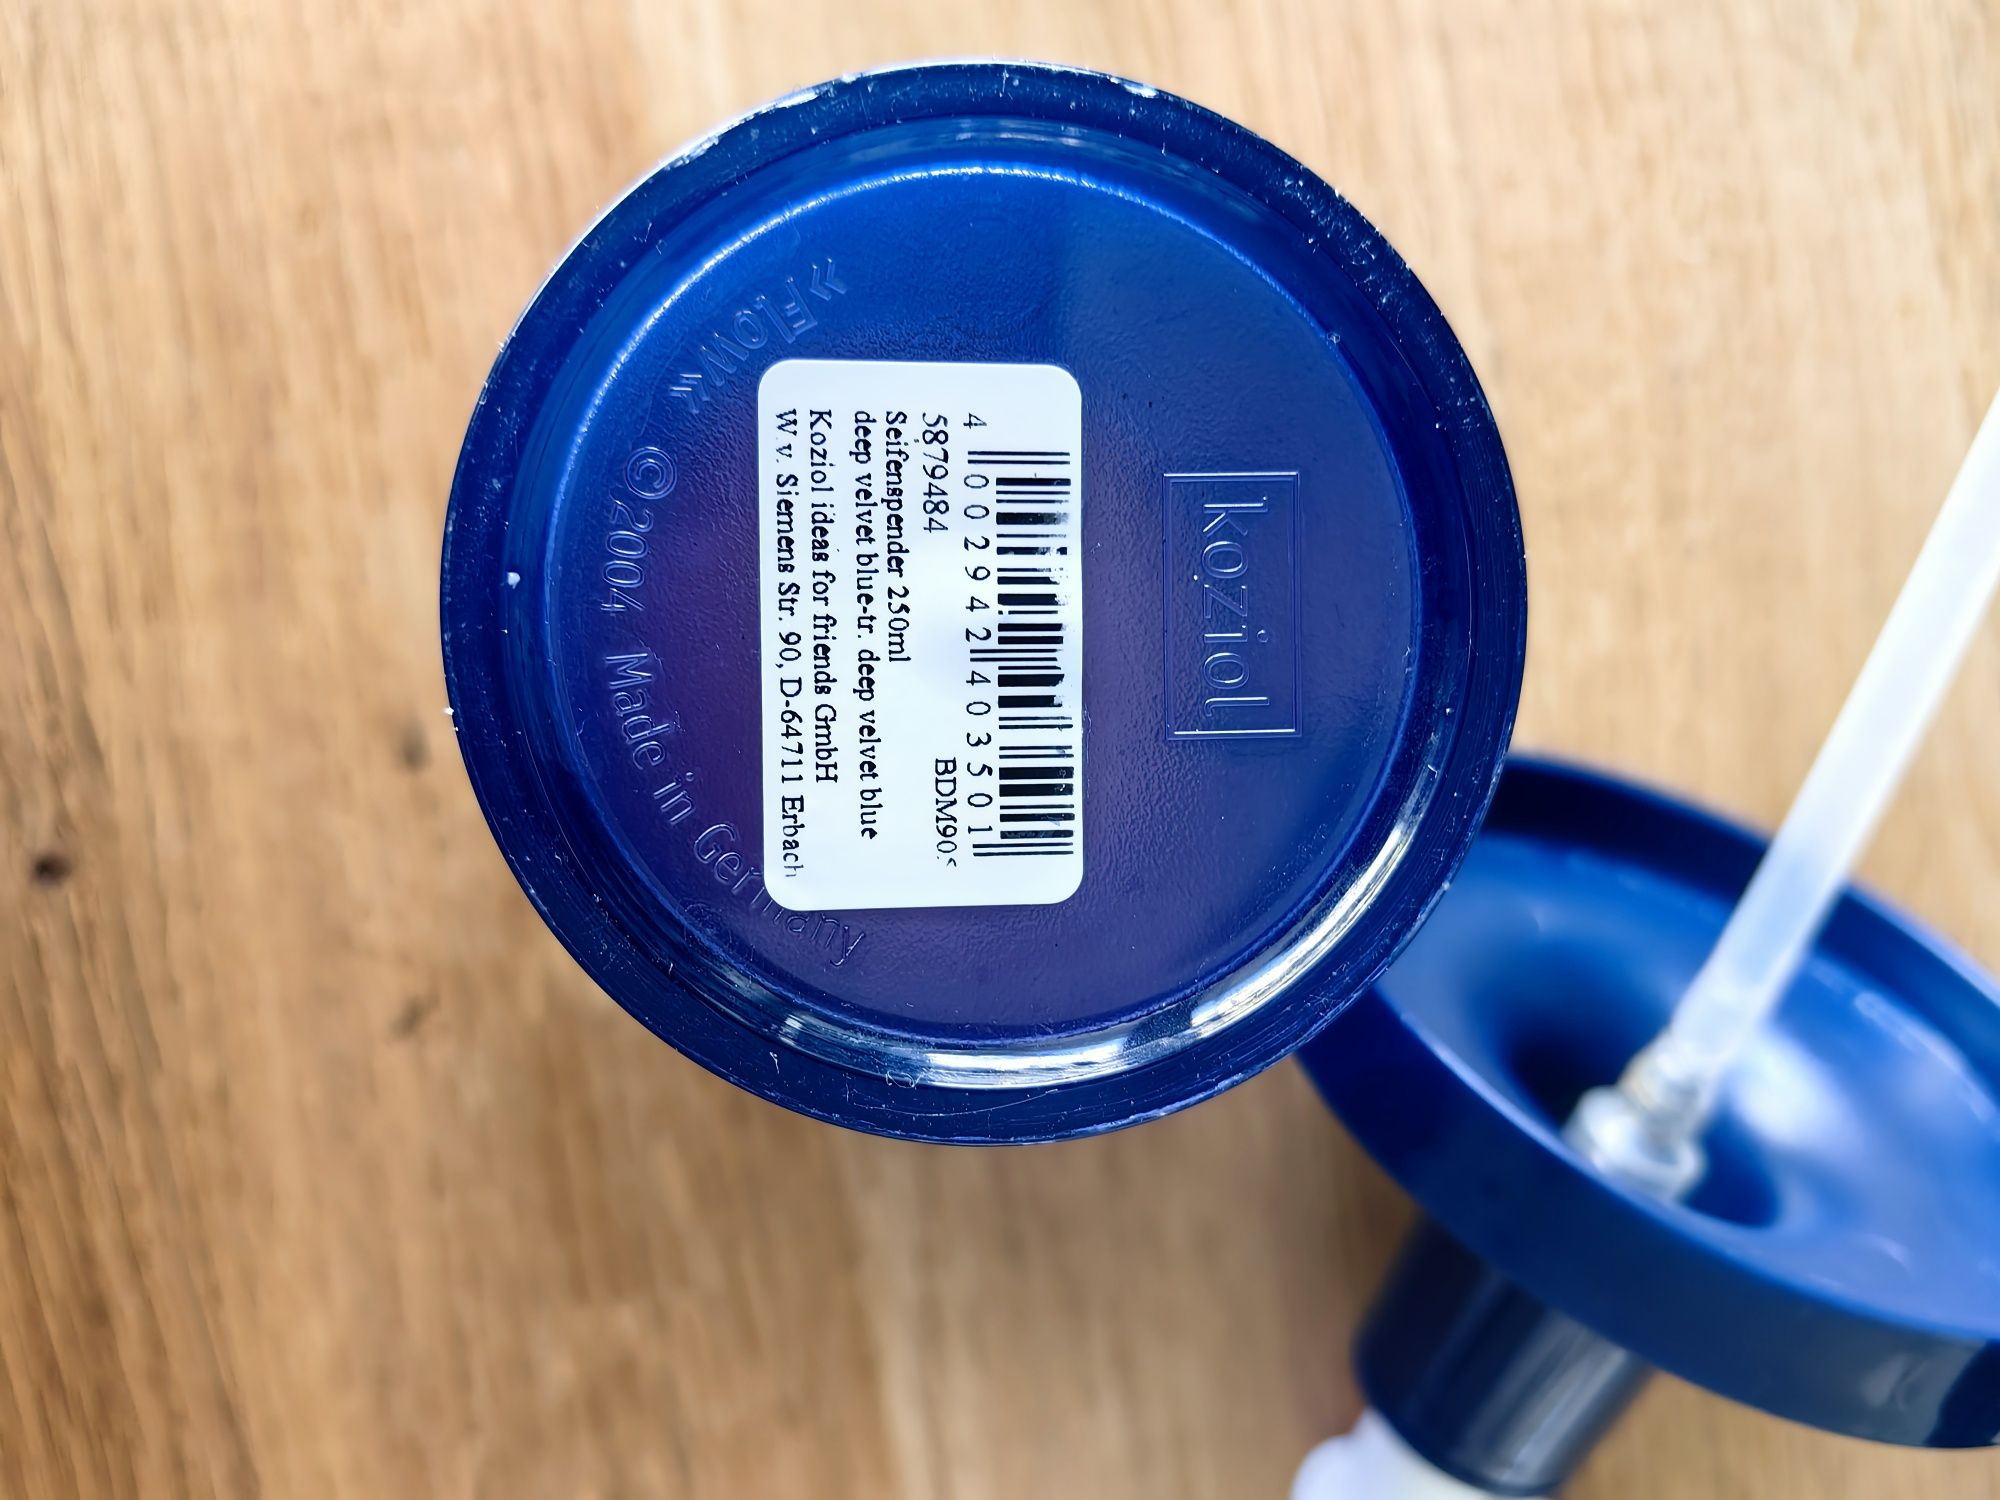 koziol
4 002942 403501
5879484 BDM90
Seifenspender 250ml
deep velvet blue-tr. deep velvet blue
Koziol ideas for friends GmbH
W.v. Siemens Str. 90, D-64711 Erbach
»Flow« ©2004 Made in Germany